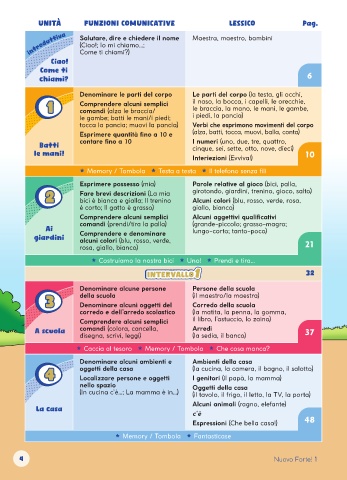 UNITÀ FUNZIONI COMUNICATIVE LESSICO Pag.
Introduttiva
Ciao!
Come ti
chiami?
Salutare, dire e chiedere il nome
(Ciao!; Io mi chiamo...;
Come ti chiami?)
Maestra, maestro, bambini
6
1
Batti
le mani!
Denominare le parti del corpo
Comprendere alcuni semplici
comandi (alza le braccia/
le gambe; batti le mani/i piedi;
tocca la pancia; muovi la pancia)
Esprimere quantità fino a 10 e
contare fino a 10
Le parti del corpo (la testa, gli occhi,
il naso, la bocca, i capelli, le orecchie,
le braccia, la mano, le mani, le gambe,
i piedi, la pancia)
Verbi che esprimono movimenti del corpo
(alza, batti, tocca, muovi, balla, conta)
I numeri (uno, due, tre, quattro,
cinque, sei, sette, otto, nove, dieci)
Interiezioni (Evviva!)
10
• Memory / Tombola • Testa a testa • Il telefono senza fili
2
Ai
giardini
Esprimere possesso (mio)
Fare brevi descrizioni (La mia
bici è bianca e gialla; Il trenino
è corto; Il gatto è grasso)
Comprendere alcuni semplici
comandi (prendi/tira la palla)
Comprendere e denominare
alcuni colori (blu, rosso, verde,
rosa, giallo, bianco)
Parole relative al gioco (bici, palla,
girotondo, giardini, trenino, gioco, salta)
Alcuni colori (blu, rosso, verde, rosa,
giallo, bianco)
Alcuni aggettivi qualificativi
(grande-piccolo; grasso-magro;
lungo-corto; tanto-poco)
21
• Costruiamo la nostra bici • Uno! • Prendi e tira...
INTERVALLO 1 32
3
A scuola
Denominare alcune persone
della scuola
Denominare alcuni oggetti del
corredo e dell'arredo scolastico
Comprendere alcuni semplici
comandi (colora, cancella,
disegna, scrivi, leggi)
Persone della scuola
(il maestro/la maestra)
Corredo della scuola
(la matita, la penna, la gomma,
il libro, l'astuccio, lo zaino)
Arredi
(la sedia, il banco)
37
• Caccia al tesoro • Memory / Tombola • Che cosa manca?
4
La casa
Denominare alcuni ambienti e
oggetti della casa
Localizzare persone e oggetti
nello spazio
(In cucina c'è...; La mamma è in...)
Ambienti della casa
(la cucina, la camera, il bagno, il salotto)
I genitori (il papà, la mamma)
Oggetti della casa
(il tavolo, il frigo, il letto, la TV, la porta)
Alcuni animali (ragno, elefante)
c'è
Espressioni (Che bella casa!)
48
• Memory / Tombola • Fantasticase
4
Nuovo Forte! 1